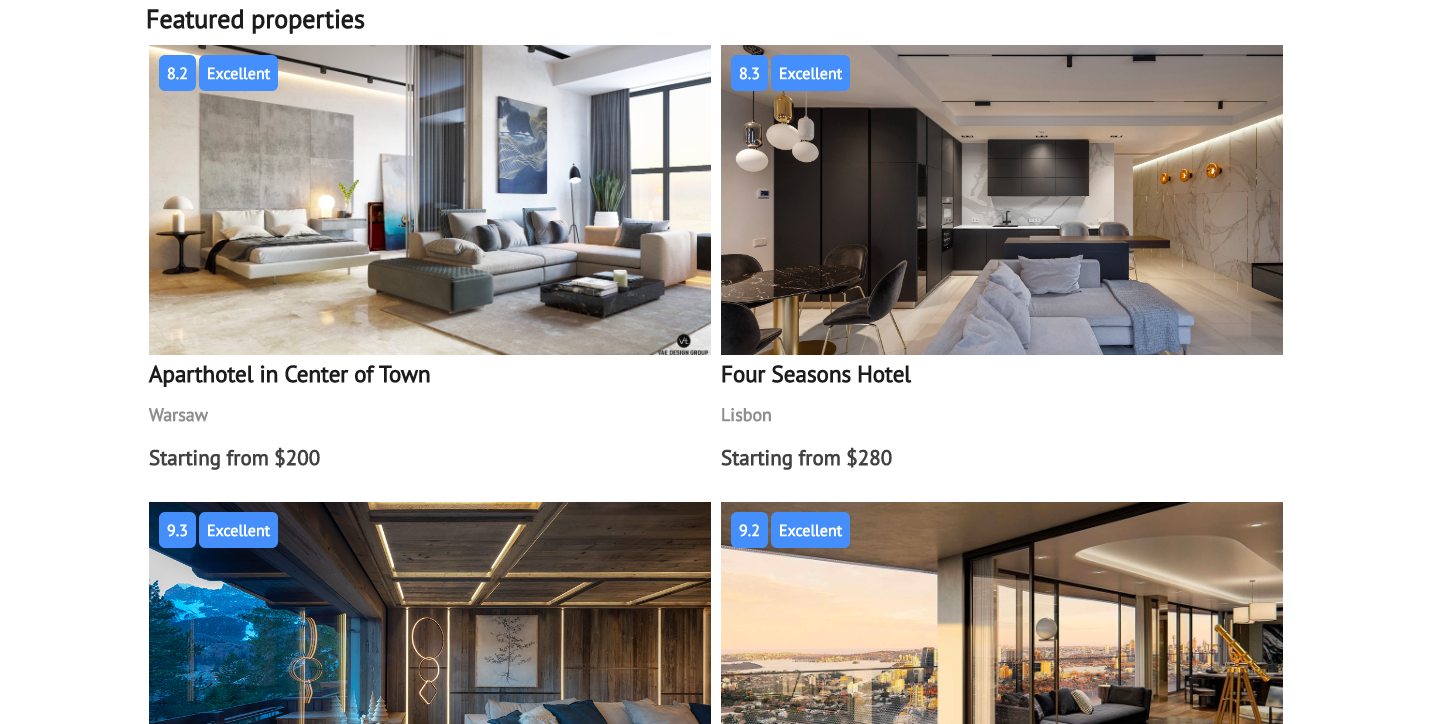 Featured properties
8.2 Excellent
8.3 Excellent
VAE DESIGN GROUP
Aparthotel in Center of Town
Four Seasons Hotel
Warsaw
Lisbon
Starting from $200
Starting from $280
9.3 Excellent
9.2 Excellent